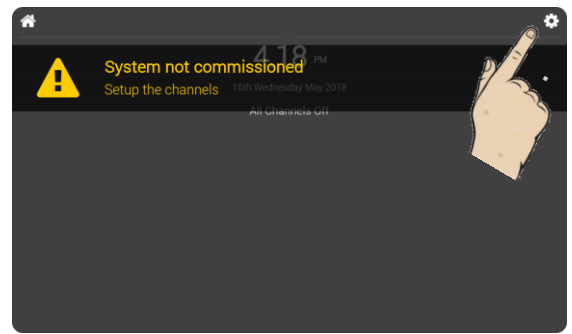 4.18 PM
System not commissioned
Setup the channels
16th Wednesday May 2018
All Channels Off